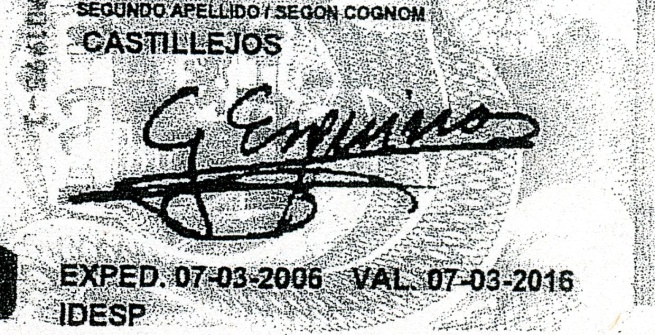 SEGUNDO APELLIDO / SEGON COGNOM
CASTILLEJOS
EXPED. 07-03-2006 VAL. 07-03-2016
IDESP